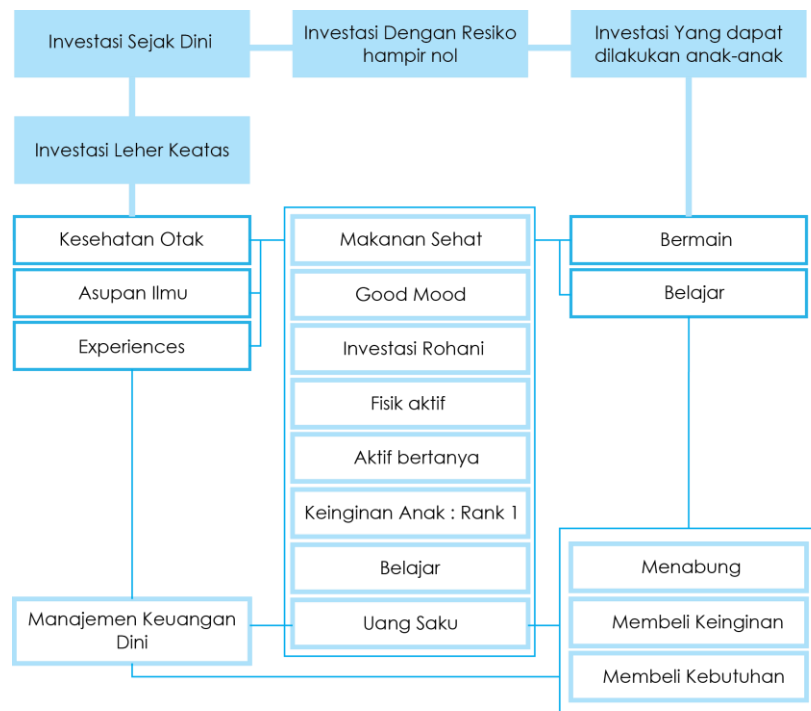 Investasi Sejak Dini
Investasi Dengan Resiko
hampir nol
Investasi Yang dapat
dilakukan anak-anak
Investasi Leher Keatas
Kesehatan Otak
Asupan Ilmu
Experiences
Makanan Sehat
Good Mood
Investasi Rohani
Fisik aktif
Aktif bertanya
Keinginan Anak : Rank 1
Belajar
Uang Saku
Bermain
Belajar
Manajemen Keuangan
Dini
Menabung
Membeli Keinginan
Membeli Kebutuhan